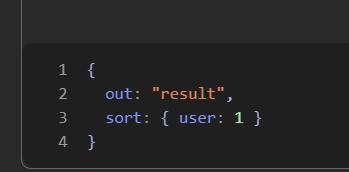 1 {
2   out: "result",
3   sort: { user: 1 }
4 }